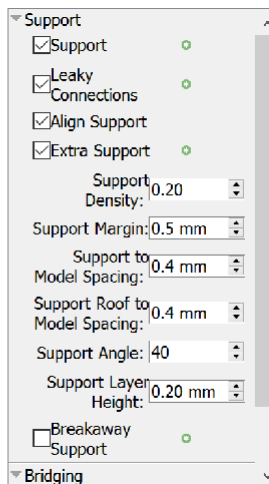 Support
Support
Leaky
Connections
Align Support
Extra Support
Support
Density: 0.20
Support Margin: 0.5 mm
Support to
Model Spacing: 0.4 mm
Support Roof to
Model Spacing: 0.4 mm
Support Angle: 40
Support Layer
Height: 0.20 mm
Breakaway
Support
Bridging